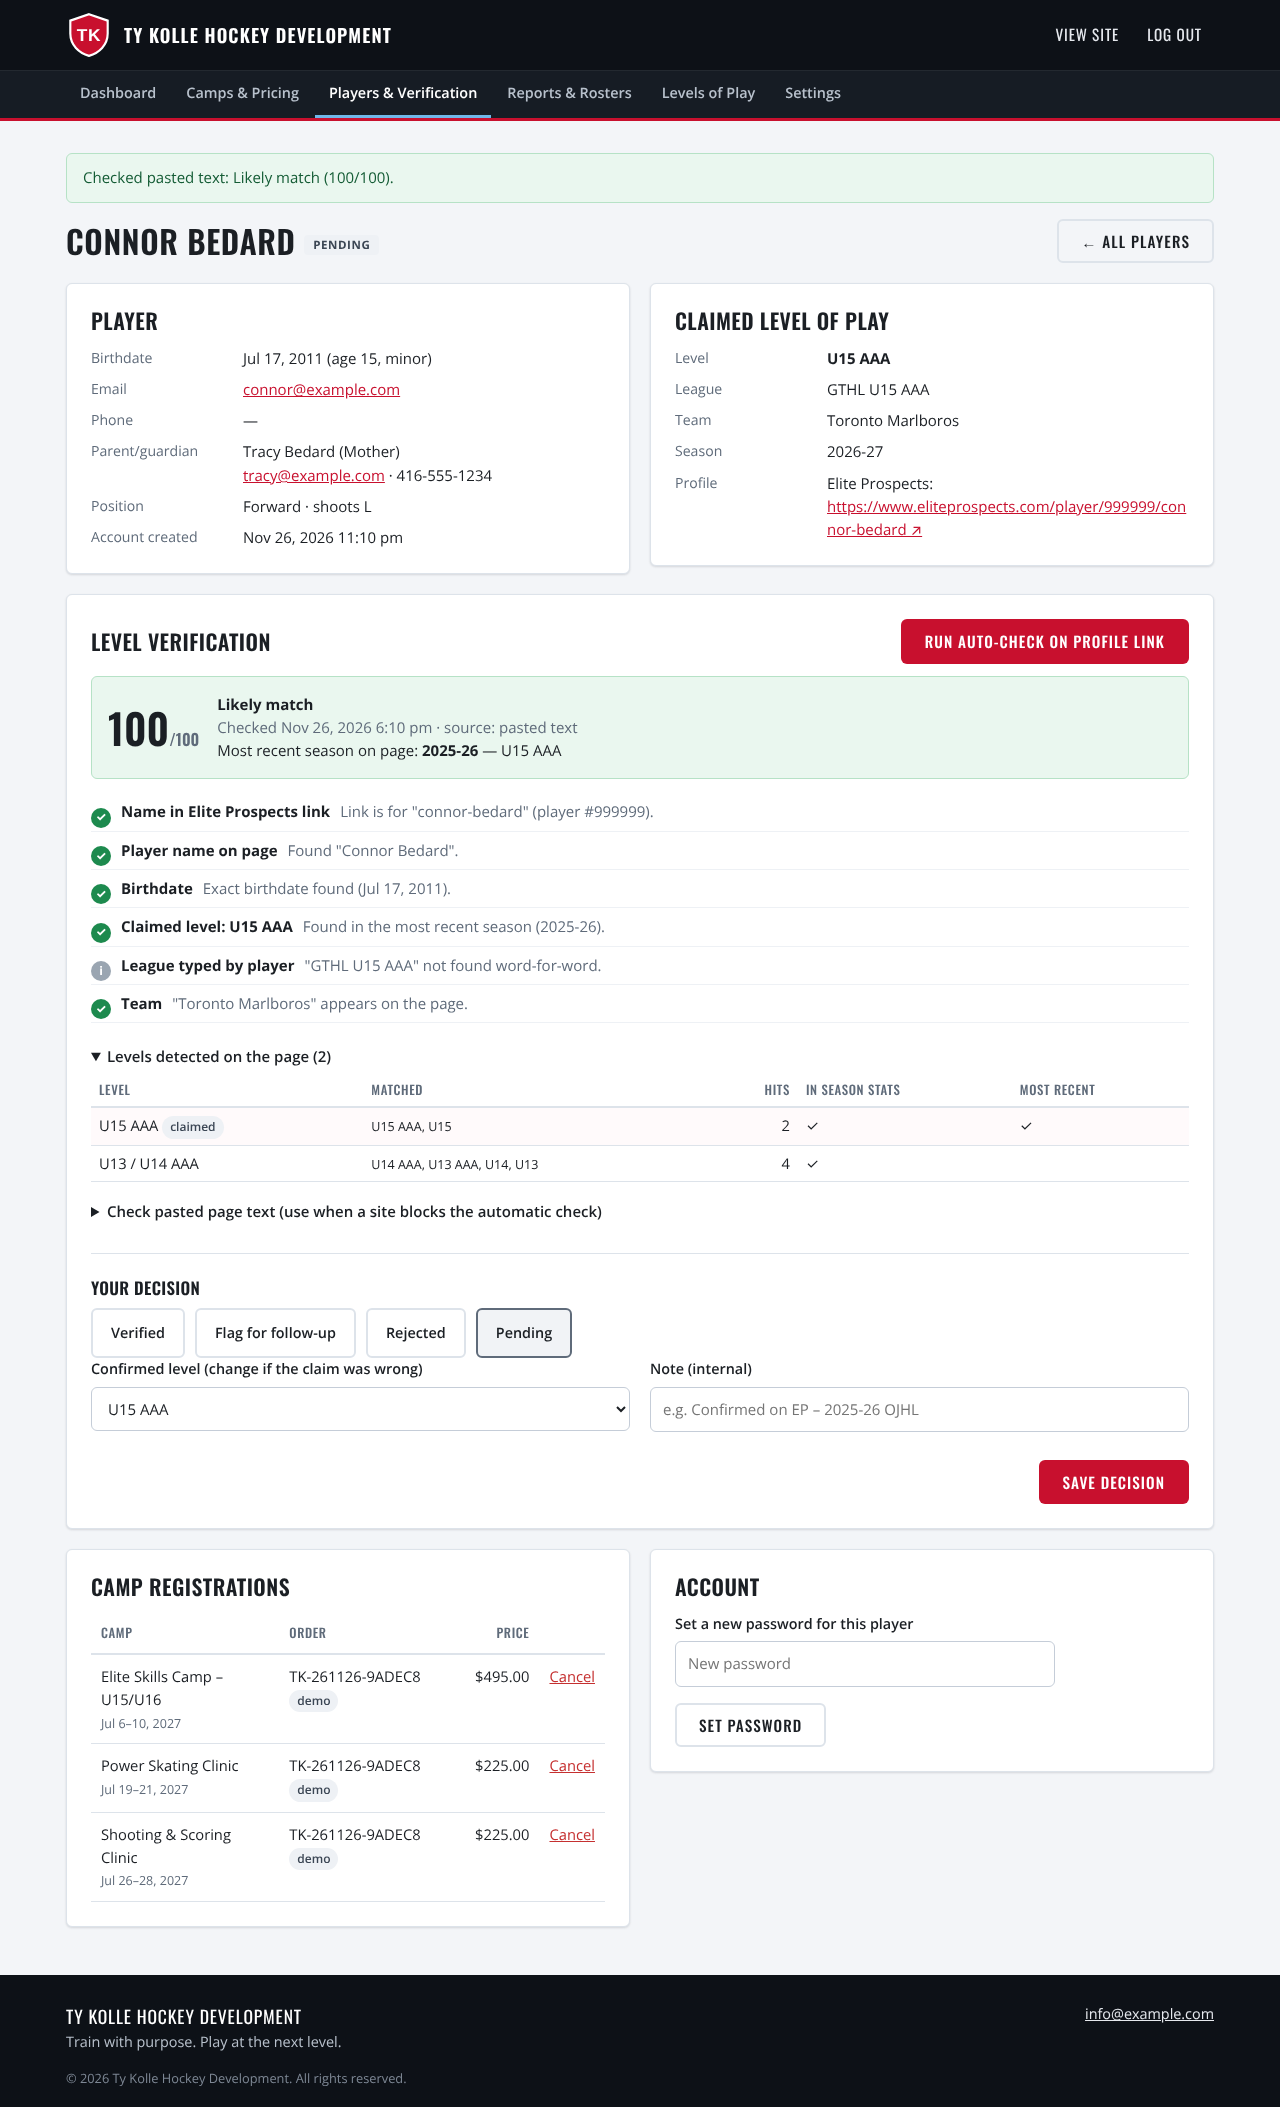 TK TY KOLLE HOCKEY DEVELOPMENT VIEW SITE LOG OUT
Dashboard Camps & Pricing Players & Verification Reports & Rosters Levels of Play Settings
Checked pasted text: Likely match (100/100).
CONNOR BEDARD PENDING ← ALL PLAYERS
PLAYER
Birthdate Jul 17, 2011 (age 15, minor)
Email connor@example.com
Phone —
Parent/guardian Tracy Bedard (Mother)
tracy@example.com · 416-555-1234
Position Forward · shoots L
Account created Nov 26, 2026 11:10 pm
CLAIMED LEVEL OF PLAY
Level U15 AAA
League GTHL U15 AAA
Team Toronto Marlboros
Season 2026-27
Profile Elite Prospects:
https://www.eliteprospects.com/player/999999/con
nor-bedard ↗
LEVEL VERIFICATION RUN AUTO-CHECK ON PROFILE LINK
100/100
Likely match
Checked Nov 26, 2026 6:10 pm · source: pasted text
Most recent season on page: 2025-26 — U15 AAA
✓ Name in Elite Prospects link Link is for "connor-bedard" (player #999999).
✓ Player name on page Found "Connor Bedard".
✓ Birthdate Exact birthdate found (Jul 17, 2011).
✓ Claimed level: U15 AAA Found in the most recent season (2025-26).
i League typed by player "GTHL U15 AAA" not found word-for-word.
✓ Team "Toronto Marlboros" appears on the page.
▼ Levels detected on the page (2)
LEVEL MATCHED HITS IN SEASON STATS MOST RECENT
U15 AAA claimed U15 AAA, U15 2 ✓ ✓
U13 / U14 AAA U14 AAA, U13 AAA, U14, U13 4 ✓
▶ Check pasted page text (use when a site blocks the automatic check)
YOUR DECISION
Verified Flag for follow-up Rejected Pending
Confirmed level (change if the claim was wrong) Note (internal)
U15 AAA e.g. Confirmed on EP – 2025-26 OJHL
SAVE DECISION
CAMP REGISTRATIONS
CAMP ORDER PRICE
Elite Skills Camp – TK-261126-9ADEC8 $495.00 Cancel
U15/U16 demo
Jul 6–10, 2027
Power Skating Clinic TK-261126-9ADEC8 $225.00 Cancel
Jul 19–21, 2027 demo
Shooting & Scoring TK-261126-9ADEC8 $225.00 Cancel
Clinic demo
Jul 26–28, 2027
ACCOUNT
Set a new password for this player
New password
SET PASSWORD
TY KOLLE HOCKEY DEVELOPMENT info@example.com
Train with purpose. Play at the next level.
© 2026 Ty Kolle Hockey Development. All rights reserved.